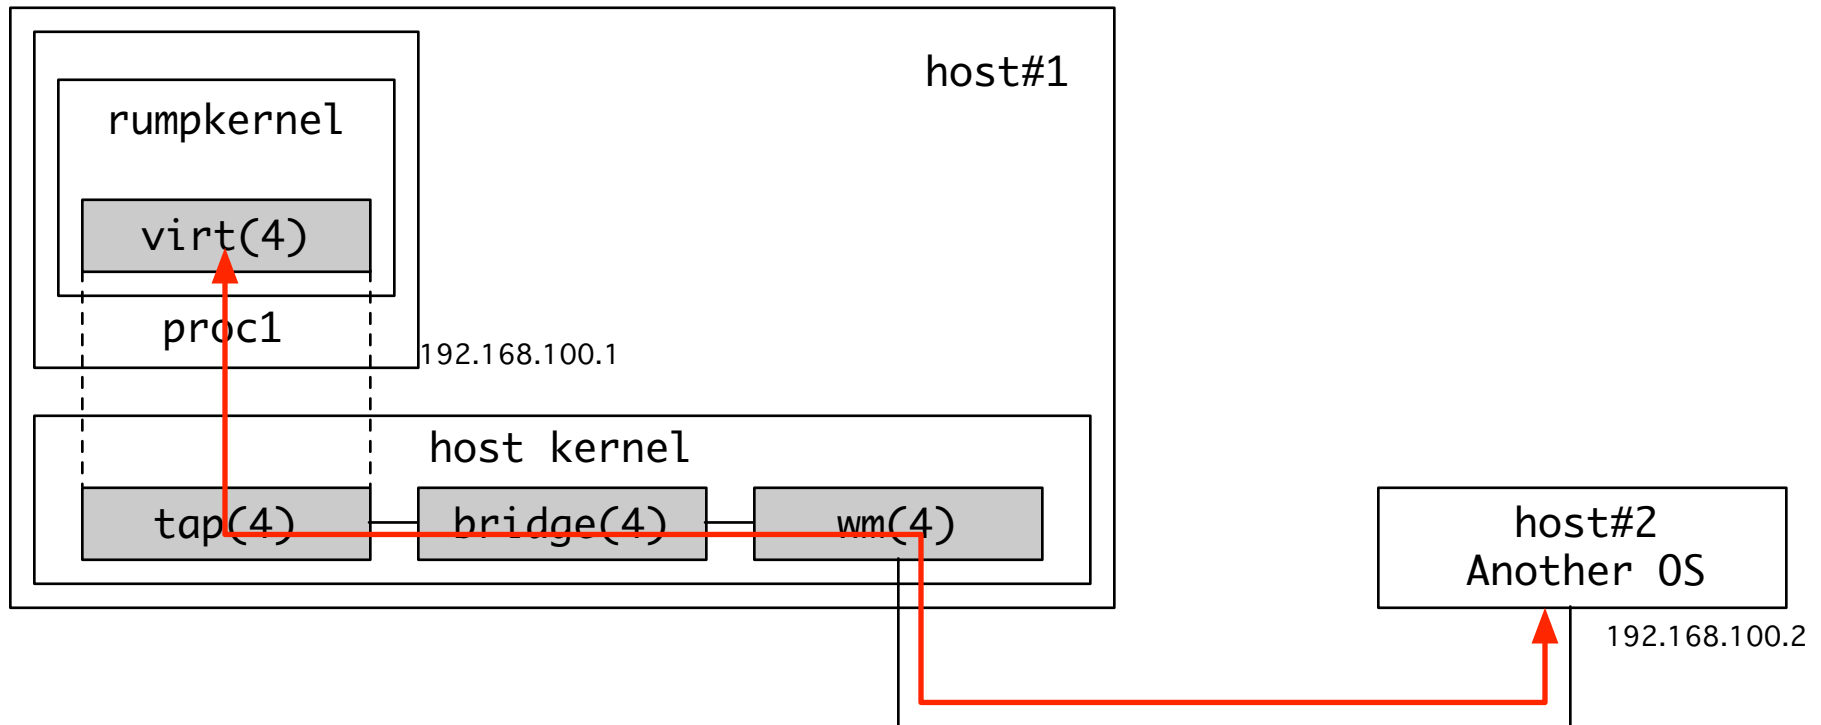 host#1
rumpkernel
virt(4)
proc1
192.168.100.1
host kernel
tap(4)
bridge(4)
wm(4)
host#2
Another OS
192.168.100.2